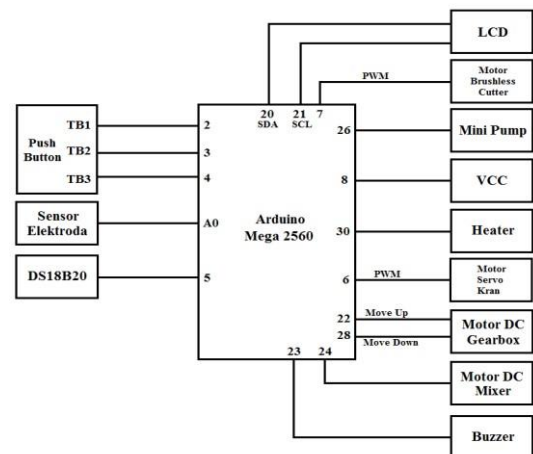 LCD
PWM
Motor
Brushless
Cutter
20
21
7
SDA
SCL
Push
Button
TB1
2
TB2
3
TB3
4
26
Mini Pump
8
VCC
Sensor
Elektroda
A0
Arduino
Mega 2560
30
Heater
DS18B20
5
6
PWM
Motor
Servo
Kran
22
Move Up
28
Move Down
Motor DC
Gearbox
23
24
Motor DC
Mixer
Buzzer